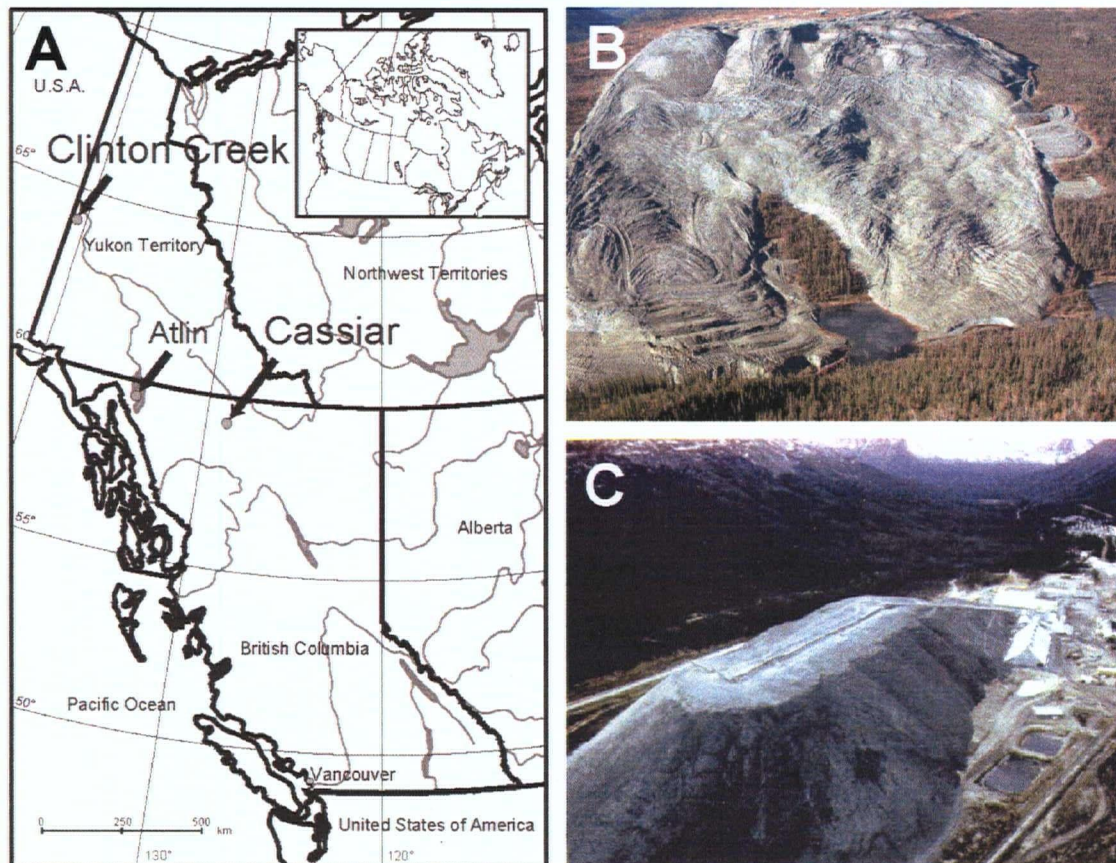 A
U.S.A.
65°
Clinton Creek
Yukon Territory
Northwest Territories
60°
Atlin
Cassiar
55°
Alberta
British Columbia
50°
Pacific Ocean
Vancouver
0 250 500 km
United States of America
130°
120°
B
C